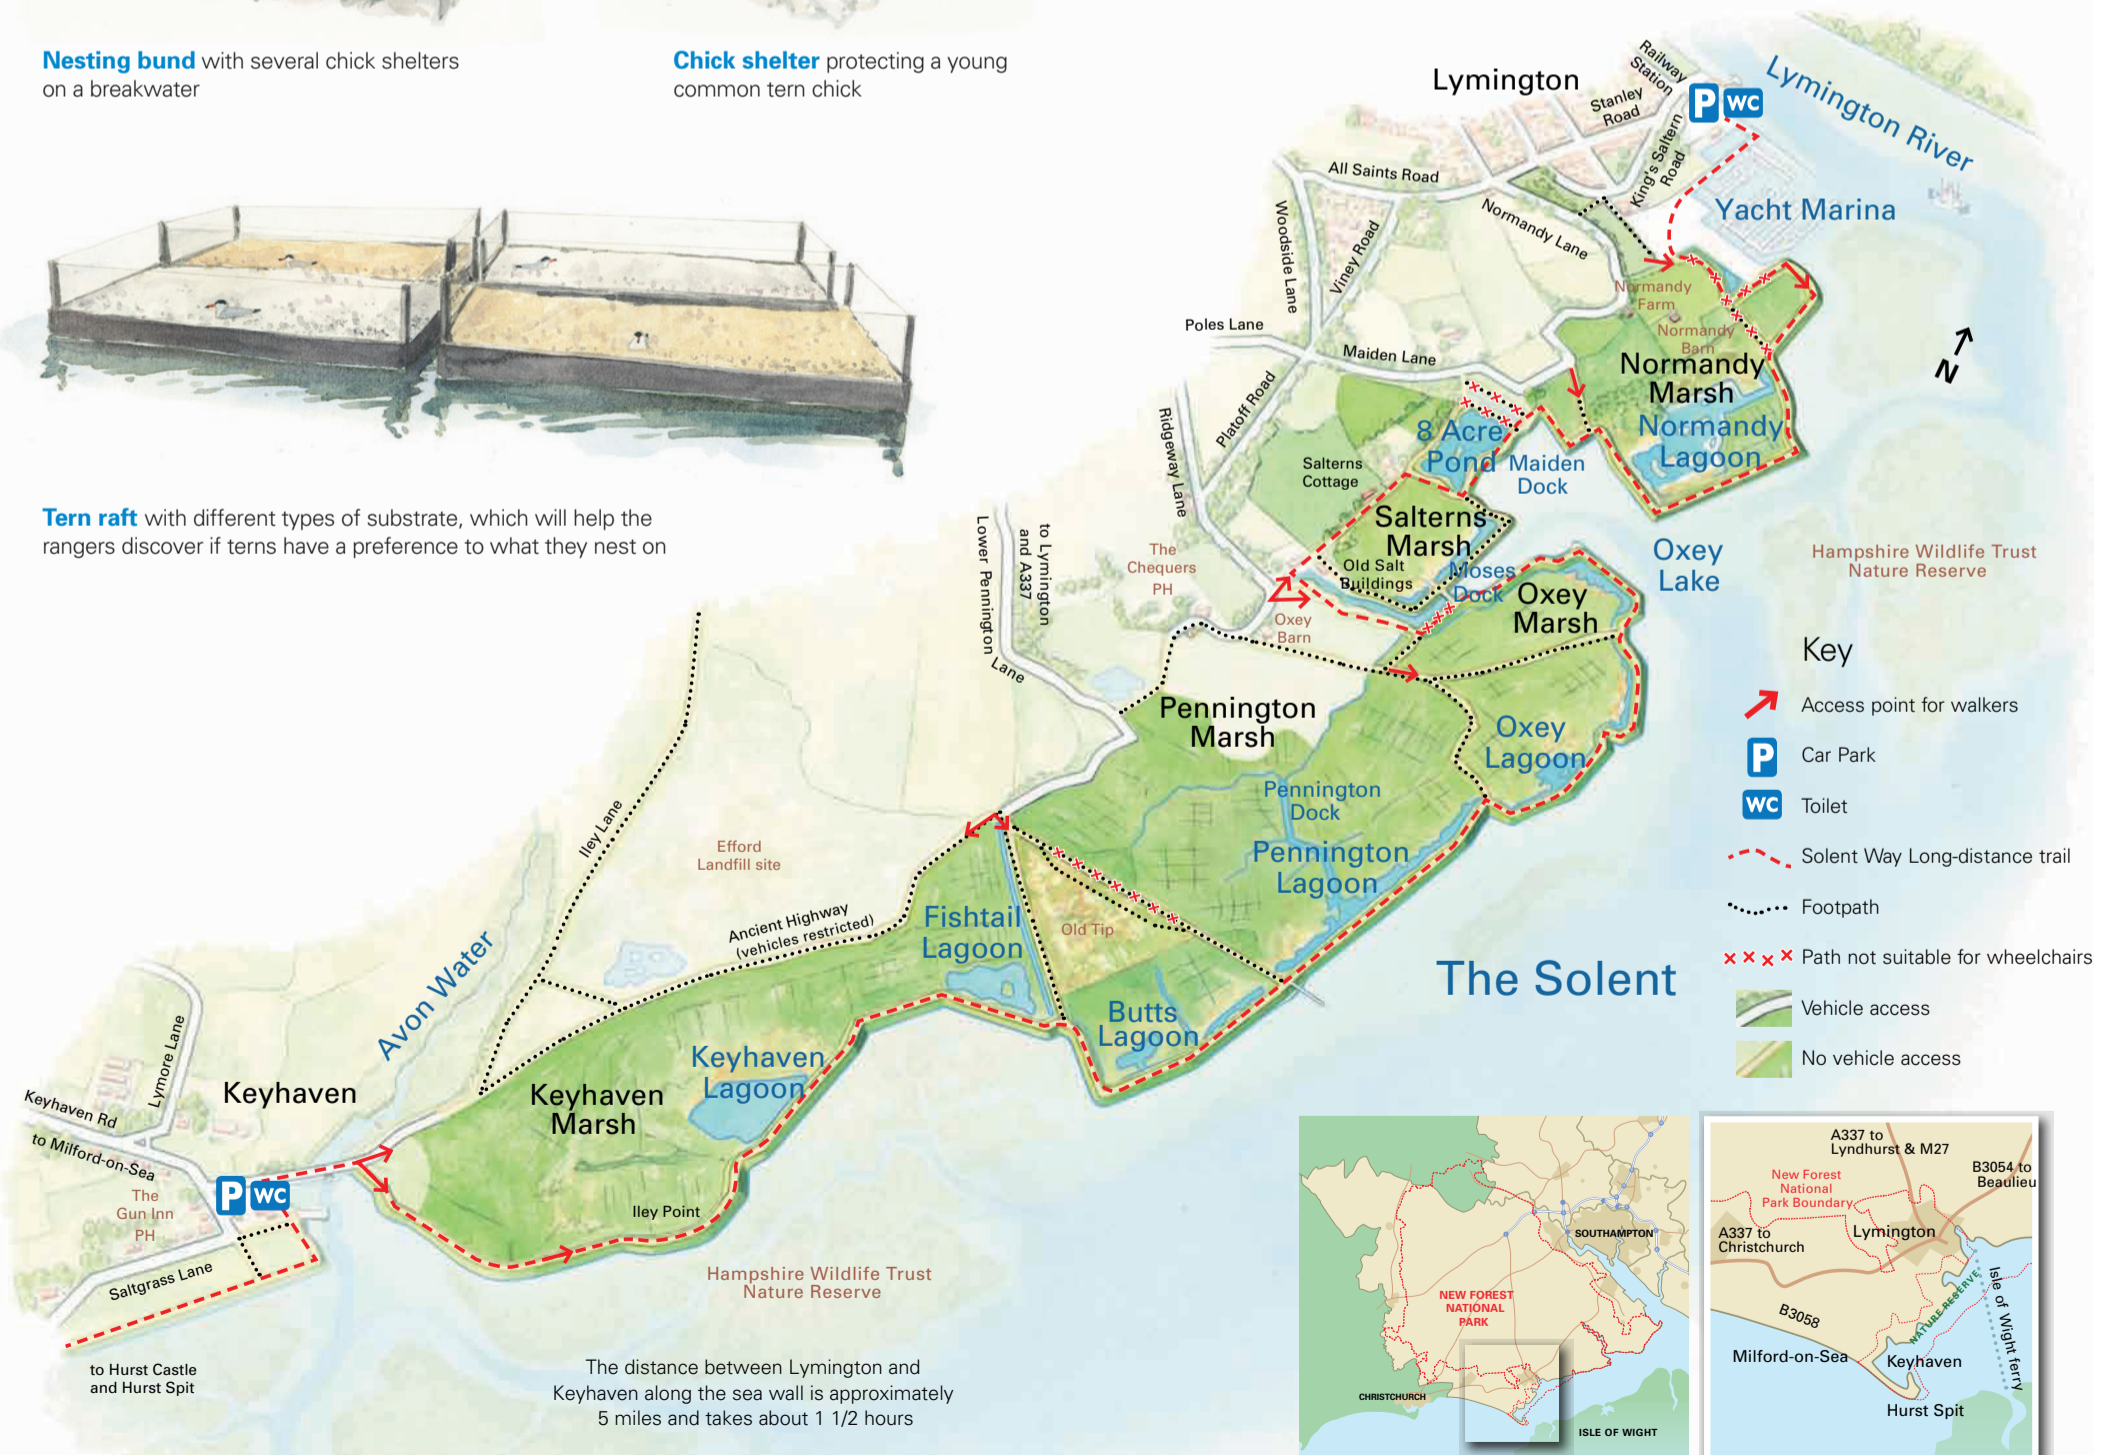 Nesting bund with several chick shelters
on a breakwater
Chick shelter protecting a young
common tern chick
Tern raft with different types of substrate, which will help the
rangers discover if terns have a preference to what they nest on
Lymington
Railway
Station
Stanley
Road
P WC
Lymington River
King's Saltern
Road
All Saints Road
Yacht Marina
Woodside Lane
Viney Road
Normandy Lane
Normandy
Farm
Normandy
Barn
Poles Lane
Maiden Lane
Normandy
Marsh
N
Ridgeway Lane
Platoff Road
8 Acre
Pond
Normandy
Lagoon
Salterns
Cottage
Maiden
Dock
Lower Pennington
Lane
to Lymington
and A337
Salterns
Marsh
The
Chequers
PH
Old Salt
Buildings
Moses
Dock
Oxey
Lake
Hampshire Wildlife Trust
Nature Reserve
Oxey
Marsh
Oxey
Barn
Pennington
Marsh
Oxey
Lagoon
Pennington
Dock
Pennington
Lagoon
Iley Lane
Efford
Landfill site
Ancient Highway
(vehicles restricted)
Fishtail
Lagoon
Old Tip
The Solent
Butts
Lagoon
Avon Water
Keyhaven
Lagoon
Keyhaven
Marsh
Lymore Lane
Keyhaven
Keyhaven Rd
to Milford-on-Sea
P WC
The
Gun Inn
PH
Iley Point
Saltgrass Lane
Hampshire Wildlife Trust
Nature Reserve
to Hurst Castle
and Hurst Spit
The distance between Lymington and
Keyhaven along the sea wall is approximately
5 miles and takes about 1 1/2 hours
Key
Access point for walkers
P Car Park
WC Toilet
Solent Way Long-distance trail
Footpath
Path not suitable for wheelchairs
Vehicle access
No vehicle access
SOUTHAMPTON
NEW FOREST
NATIONAL
PARK
CHRISTCHURCH
ISLE OF WIGHT
A337 to
Lyndhurst & M27
B3054 to
Beaulieu
New Forest
National
Park Boundary
A337 to
Christchurch
Lymington
NATURE RESERVE
Isle of Wight ferry
B3058
Milford-on-Sea
Keyhaven
Hurst Spit